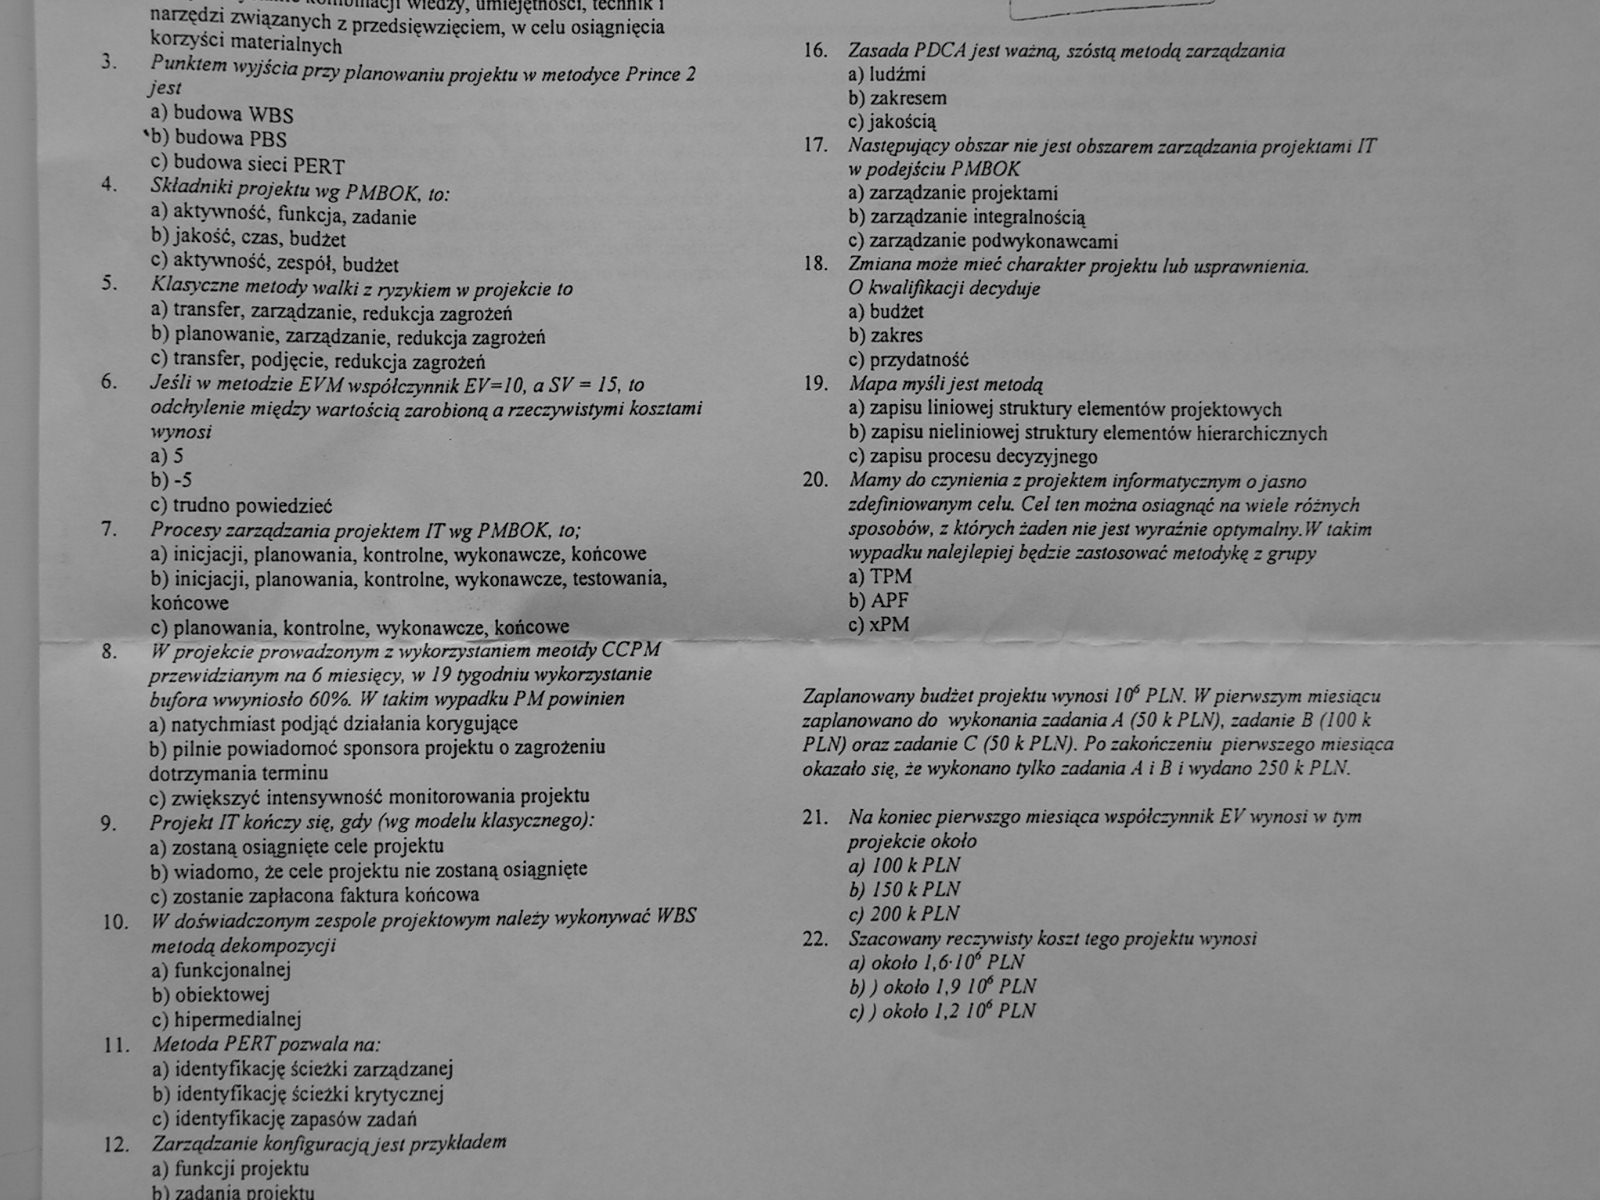 wiedzy, umiejętności, technik i
narzędzi związanych z przedsięwzięciem, w celu osiągnięcia
korzyści materialnych
3. Punktem wyjścia przy planowaniu projektu w metodyce Prince 2
jest
a) budowa WBS
b) budowa PBS
c) budowa sieci PERT
4. Składniki projektu wg PMBOK, to:
a) aktywność, funkcja, zadanie
b) jakość, czas, budżet
c) aktywność, zespół, budżet
5. Klasyczne metody walki z ryzykiem w projekcie to
a) transfer, zarządzanie, redukcja zagrożeń
b) planowanie, zarządzanie, redukcja zagrożeń
c) transfer, podjęcie, redukcja zagrożeń
6. Jeśli w metodzie EVM współczynnik EV=10, a SV = 15, to
odchylenie między wartością zarobioną a rzeczywistymi kosztami
wynosi
a) 5
b) -5
c) trudno powiedzieć
7. Procesy zarządzania projektem IT wg PMBOK, to;
a) inicjacji, planowania, kontrolne, wykonawcze, końcowe
b) inicjacji, planowania, kontrolne, wykonawcze, testowania,
końcowe
c) planowania, kontrolne, wykonawcze, końcowe
8. W projekcie prowadzonym z wykorzystaniem meotdy CCPM
przewidzianym na 6 miesięcy, w 19 tygodniu wykorzystanie
bufora wwyniosło 60%. W takim wypadku PM powinien
a) natychmiast podjąć działania korygujące
b) pilnie powiadomoć sponsora projektu o zagrożeniu
dotrzymania terminu
c) zwiększyć intensywność monitorowania projektu
9. Projekt IT kończy się, gdy (wg modelu klasycznego):
a) zostaną osiągnięte cele projektu
b) wiadomo, że cele projektu nie zostaną osiągnięte
c) zostanie zapłacona faktura końcowa
10. W doświadczonym zespole projektowym należy wykonywać WBS
metodą dekompozycji
a) funkcjonalnej
b) obiektowej
c) hipermedialnej
11. Metoda PERT pozwala na:
a) identyfikację ścieżki zarządzanej
b) identyfikację ścieżki krytycznej
c) identyfikację zapasów zadań
12. Zarządzanie konfiguracją jest przykładem
a) funkcji projektu
b) zadania projektu
16. Zasada PDCA jest ważną, szóstą metodą zarządzania
a) ludźmi
b) zakresem
c) jakością
17. Następujący obszar nie jest obszarem zarządzania projektami IT
w podejściu PMBOK
a) zarządzanie projektami
b) zarządzanie integralnością
c) zarządzanie podwykonawcami
18. Zmiana może mieć charakter projektu lub usprawnienia.
O kwalifikacji decyduje
a) budżet
b) zakres
c) przydatność
19. Mapa myśli jest metodą
a) zapisu liniowej struktury elementów projektowych
b) zapisu nieliniowej struktury elementów hierarchicznych
c) zapisu procesu decyzyjnego
20. Mamy do czynienia z projektem informatycznym o jasno
zdefiniowanym celu. Cel ten można osiagnąć na wiele różnych
sposobów, z których żaden nie jest wyraźnie optymalny.W takim
wypadku nalejlepiej będzie zastosować metodykę z grupy
a) TPM
b) APF
c) xPM
Zaplanowany budżet projektu wynosi 10⁶ PLN. W pierwszym miesiącu
zaplanowano do wykonania zadania A (50 k PLN), zadanie B (100 k
PLN) oraz zadanie C (50 k PLN). Po zakończeniu pierwszego miesiąca
okazało się, że wykonano tylko zadania A i B i wydano 250 k PLN.
21. Na koniec pierwszgo miesiąca współczynnik EV wynosi w tym
projekcie około
a) 100 k PLN
b) 150 k PLN
c) 200 k PLN
22. Szacowany reczywisty koszt tego projektu wynosi
a) około 1,6·10⁶ PLN
b) ) około 1,9 10⁶ PLN
c) ) około 1,2 10⁶ PLN